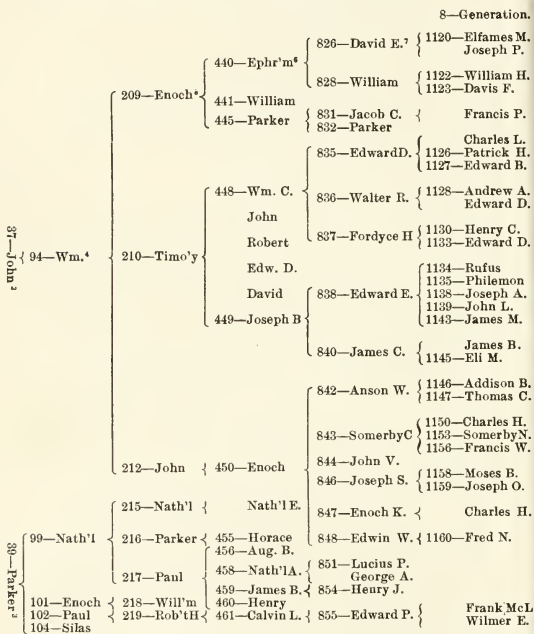 8—Generation.
826—David E.⁷ 1120—Elfames M.
Joseph P.
440—Ephr'm⁶
828—William 1122—William H.
1123—Davis F.
209—Enoch⁵ 441—William
445—Parker 831—Jacob C. Francis P.
832—Parker
Charles L.
835—EdwardD. 1126—Patrick H.
1127—Edward B.
448—Wm. C. 836—Walter R. 1128—Andrew A.
Edward D.
John
Robert 837—Fordyce H 1130—Henry C.
1133—Edward D.
37—John³ 94—Wm.⁴ 210—Timo'y Edw. D.
1134—Rufus
David 1135—Philemon
838—Edward E. 1138—Joseph A.
449—Joseph B 1139—John L.
1143—James M.
840—James C. James B.
1145—Eli M.
842—Anson W. 1146—Addison B.
1147—Thomas C.
1150—Charles H.
843—SomerbyC 1153—SomerbyN.
1156—Francis W.
212—John 450—Enoch 844—John V.
846—Joseph S. 1158—Moses B.
1159—Joseph O.
215—Nath'l Nath'l E. 847—Enoch K. Charles H.
39—Parker³ 99—Nath'l 216—Parker 455—Horace 848—Edwin W. 1160—Fred N.
456—Aug. B.
217—Paul 458—Nath'lA. 851—Lucius P.
George A.
459—James B. 854—Henry J.
101—Enoch 218—Will'm 460—Henry
102—Paul 219—Rob'tH 461—Calvin L. 855—Edward P. Frank McL
Wilmer E.
104—Silas